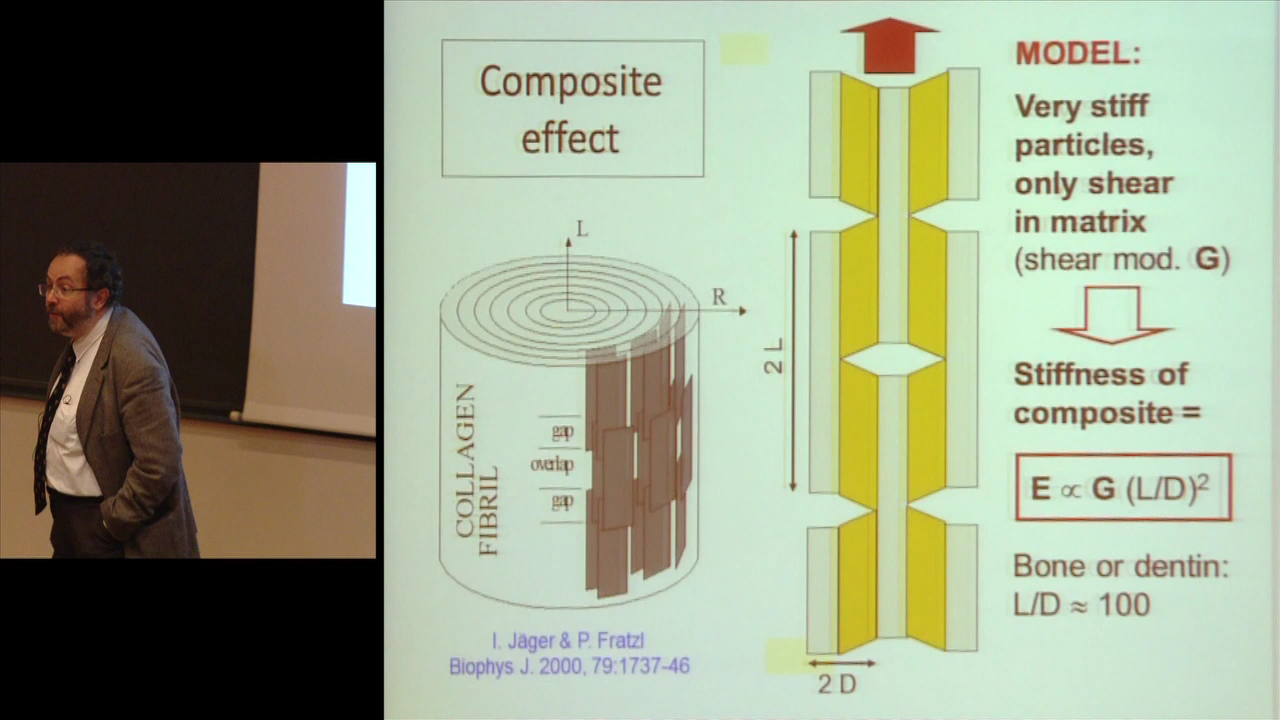 Composite
effect
L
R
COLLAGEN
FIBRIL
gap
overlap
gap
I. Jäger & P. Fratzl
Biophys J. 2000, 79:1737-46
2 L
2 D
MODEL:
Very stiff
particles,
only shear
in matrix
(shear mod. G)
Stiffness of
composite =
E ∝ G (L/D)²
Bone or dentin:
L/D ≈ 100